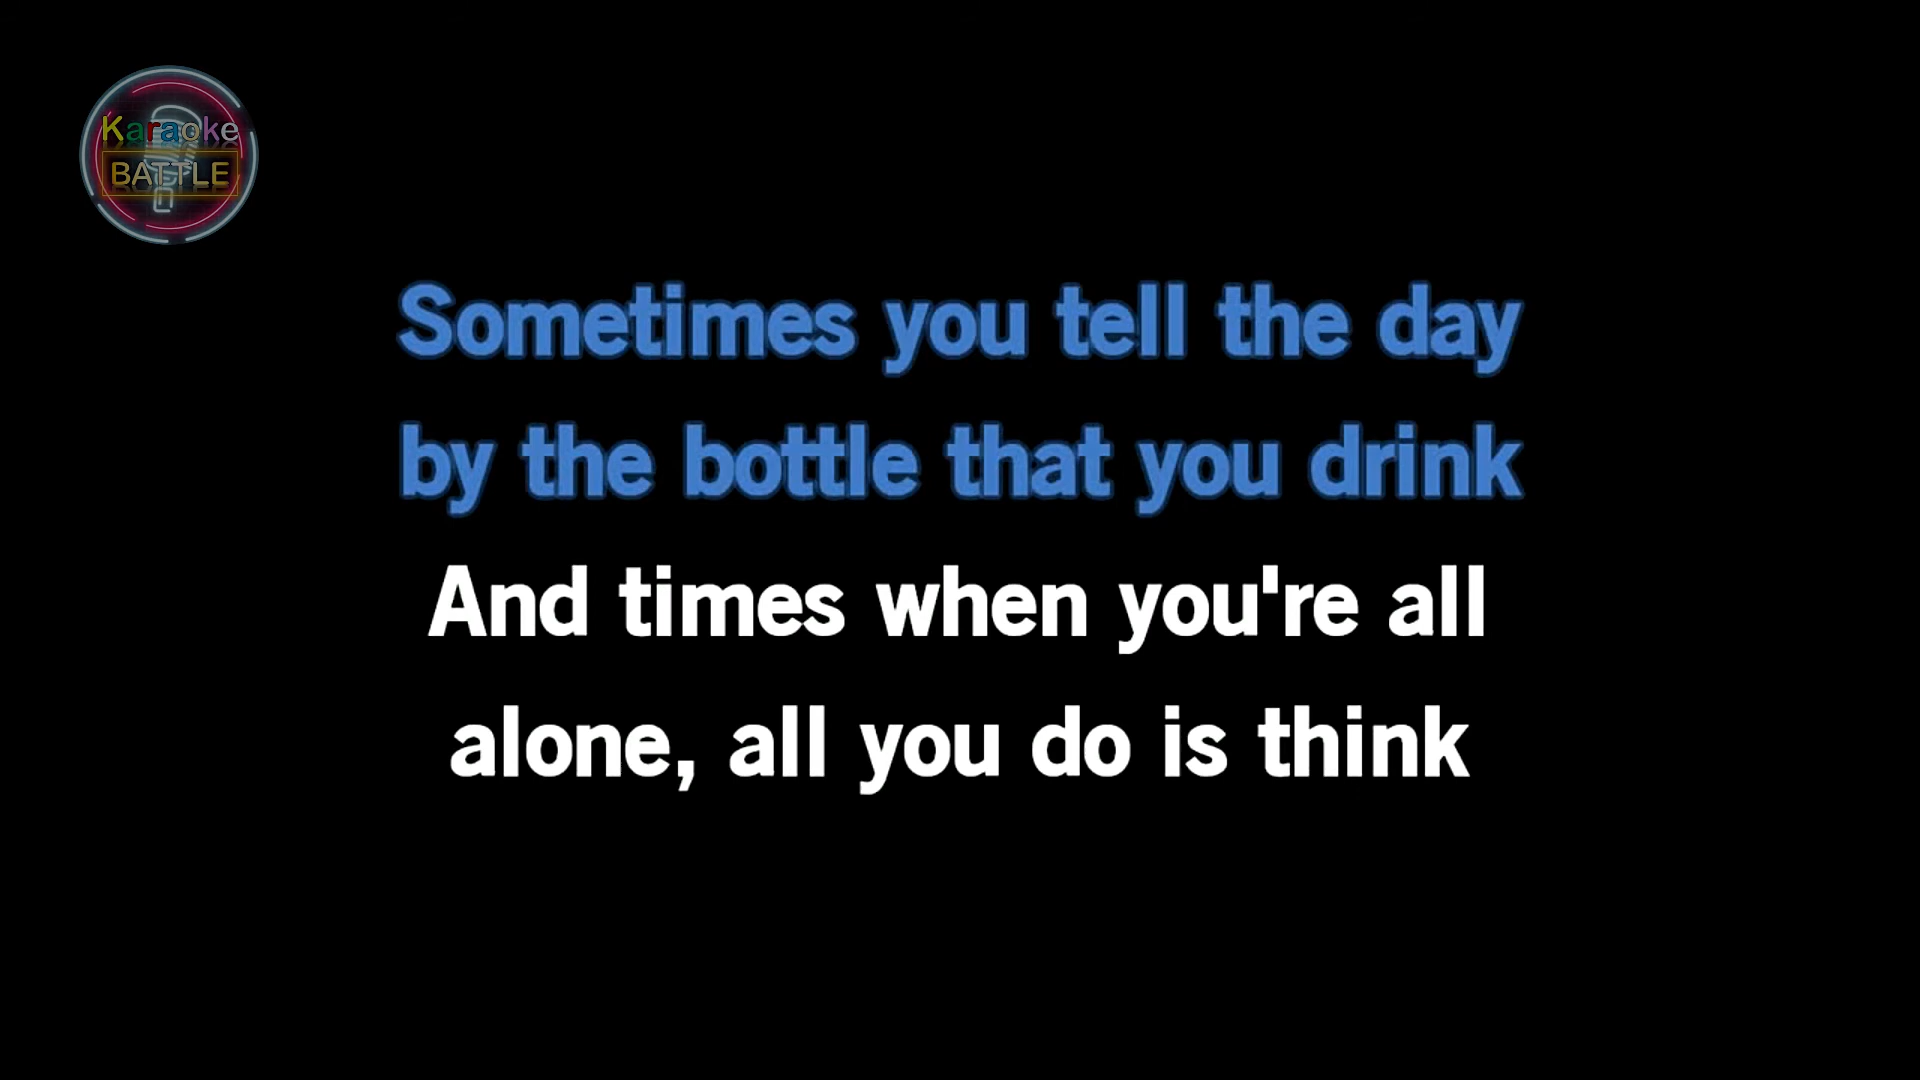 Karaoke
BATTLE
Sometimes you tell the day
by the bottle that you drink
And times when you're all
alone, all you do is think